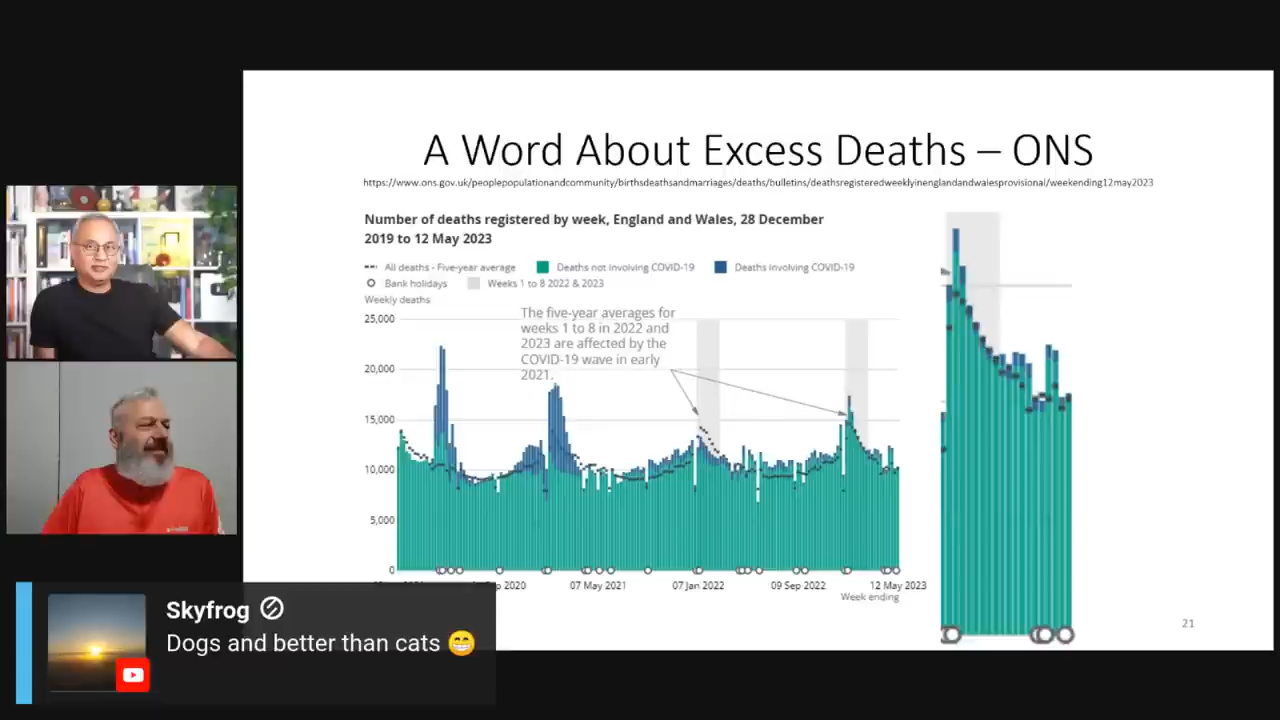 A Word About Excess Deaths – ONS
https://www.ons.gov.uk/peoplepopulationandcommunity/birthsdeathsandmarriages/deaths/bulletins/deathsregisteredweeklyinenglandandwalesprovisional/weekending12may2023
Number of deaths registered by week, England and Wales, 28 December
2019 to 12 May 2023
All deaths - Five-year average Deaths not involving COVID-19 Deaths involving COVID-19
Bank holidays Weeks 1 to 8 2022 & 2023
Weekly deaths
The five-year averages for
weeks 1 to 8 in 2022 and
2023 are affected by the
COVID-19 wave in early
2021.
25,000
20,000
15,000
10,000
5,000
0
2020 07 May 2021 07 Jan 2022 09 Sep 2022 12 May 2023
Week ending
21
Skyfrog
Dogs and better than cats 😁